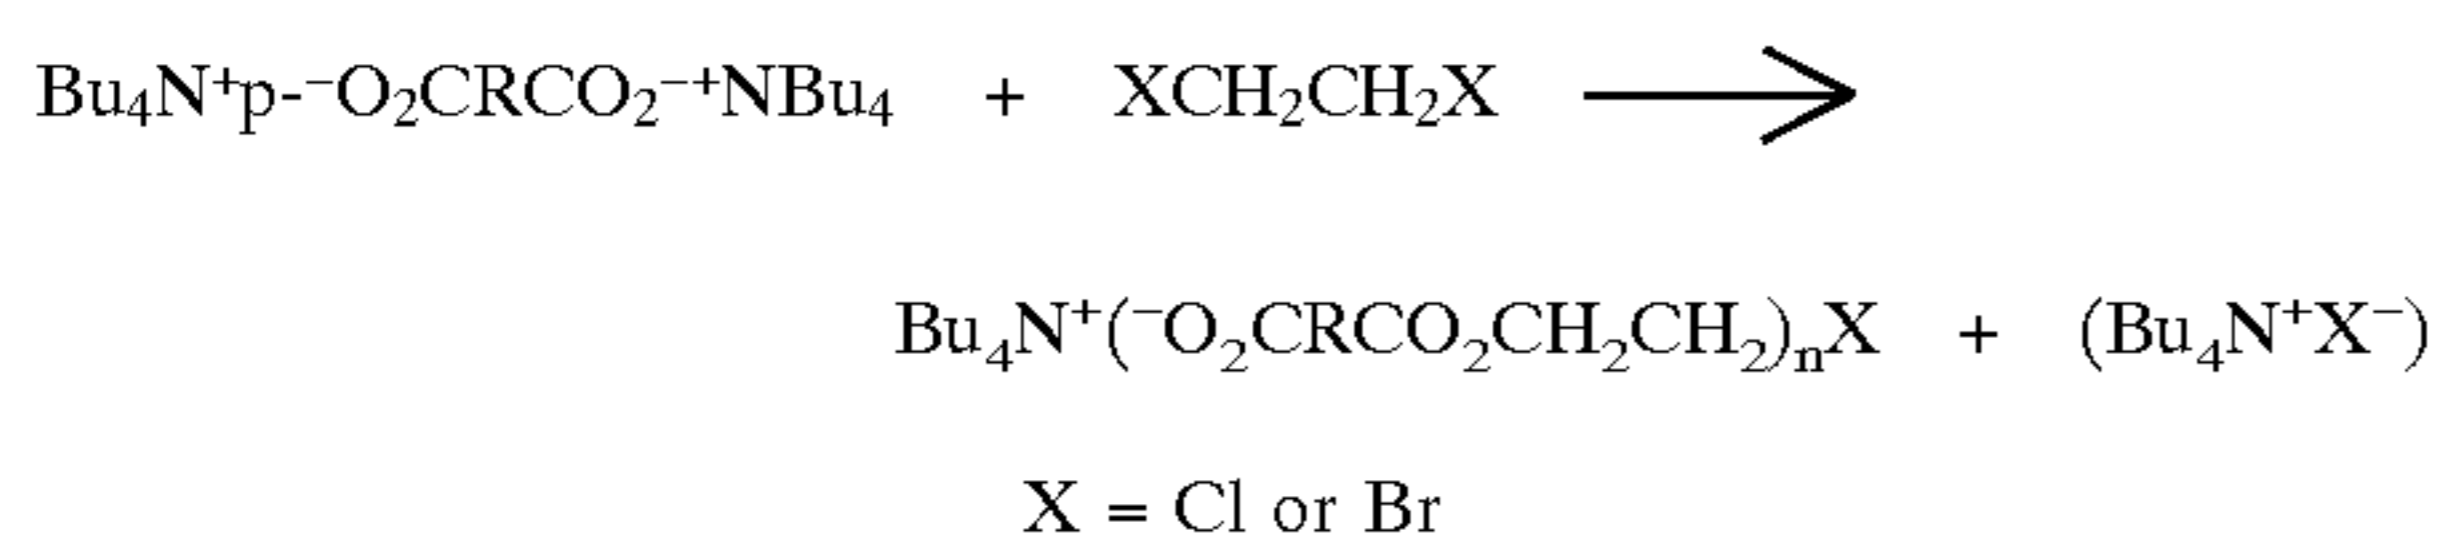 Bu₄N⁺p-⁻O₂CRCO₂⁻⁺NBu₄ + XCH₂CH₂X ⟶
Bu₄N⁺(⁻O₂CRCO₂CH₂CH₂)ₙX + (Bu₄N⁺X⁻)
X = Cl or Br